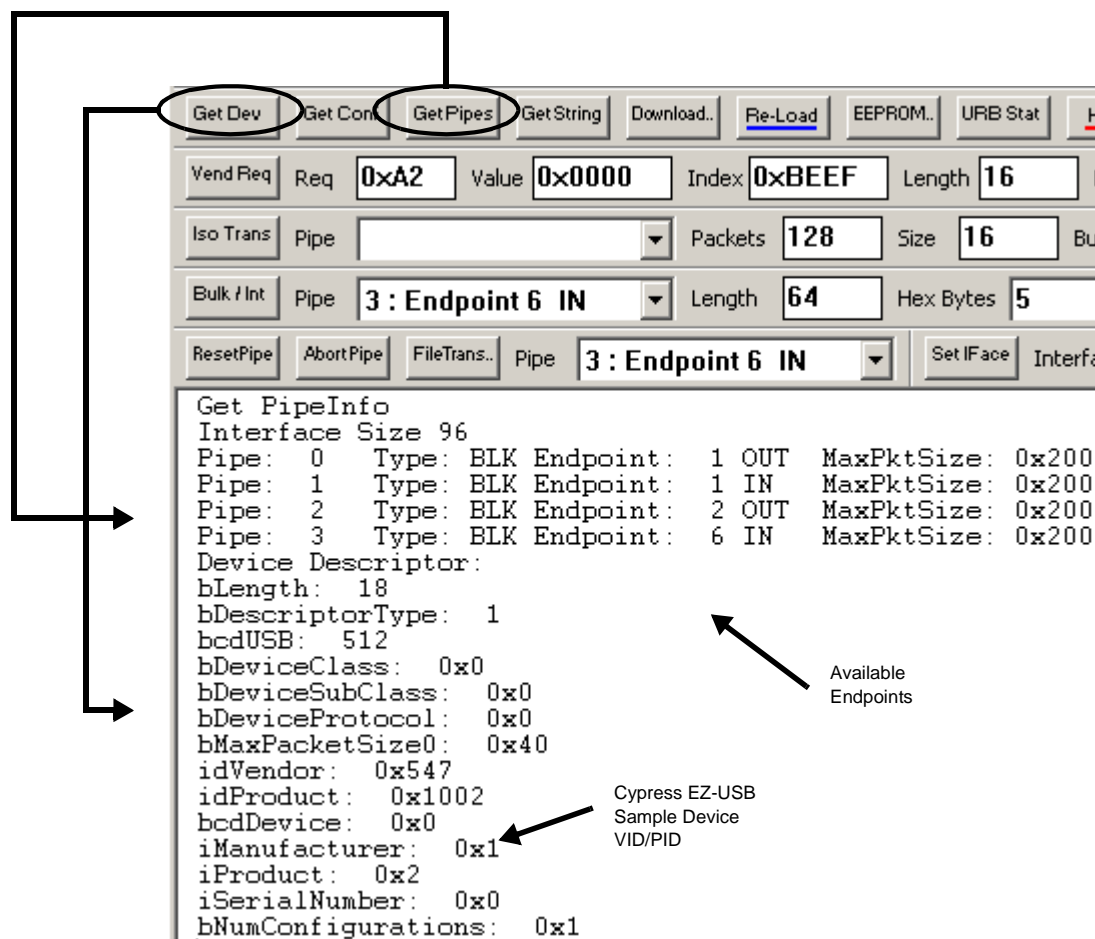 Get Dev Get Con GetPipes GetString Download.. Re-Load EEPROM.. URB Stat
Vend Req Req 0xA2 Value 0x0000 Index 0xBEEF Length 16
Iso Trans Pipe Packets 128 Size 16 Bu
Bulk / Int Pipe 3 : Endpoint 6 IN Length 64 Hex Bytes 5
ResetPipe AbortPipe FileTrans.. Pipe 3 : Endpoint 6 IN Set IFace Interfa
Get PipeInfo
Interface Size 96
Pipe: 0 Type: BLK Endpoint: 1 OUT MaxPktSize: 0x200
Pipe: 1 Type: BLK Endpoint: 1 IN MaxPktSize: 0x200
Pipe: 2 Type: BLK Endpoint: 2 OUT MaxPktSize: 0x200
Pipe: 3 Type: BLK Endpoint: 6 IN MaxPktSize: 0x200
Device Descriptor:
bLength: 18
bDescriptorType: 1
bcdUSB: 512
bDeviceClass: 0x0
bDeviceSubClass: 0x0
bDeviceProtocol: 0x0
bMaxPacketSize0: 0x40
idVendor: 0x547
idProduct: 0x1002
bcdDevice: 0x0
iManufacturer: 0x1
iProduct: 0x2
iSerialNumber: 0x0
bNumConfigurations: 0x1
Available
Endpoints
Cypress EZ-USB
Sample Device
VID/PID